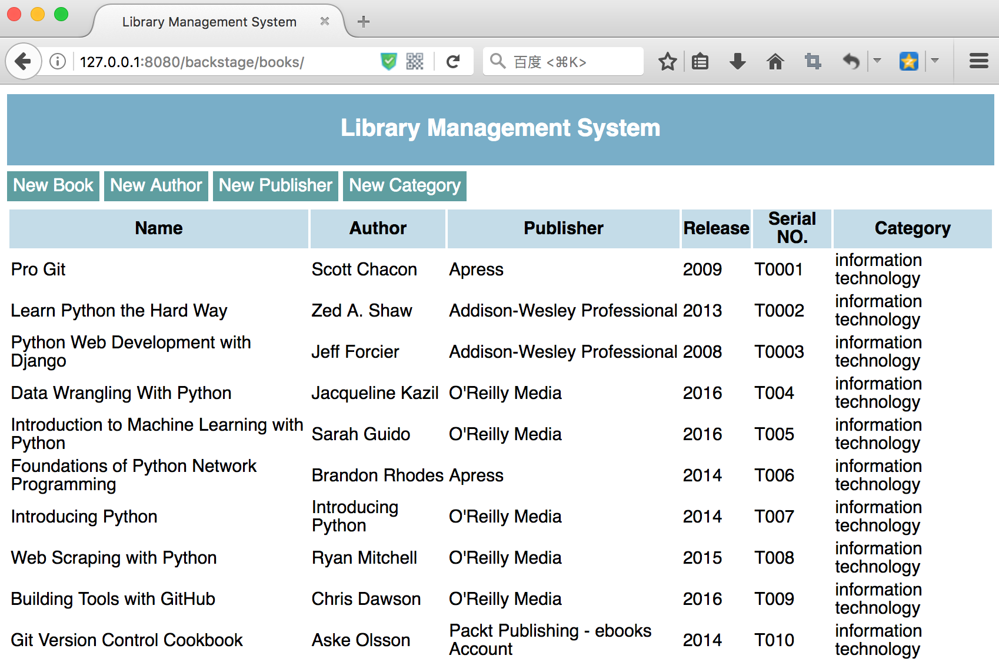 Library Management System
127.0.0.1:8080/backstage/books/
百度 <⌘K>
Library Management System
New Book New Author New Publisher New Category
Name Author Publisher Release Serial NO. Category
Pro Git Scott Chacon Apress 2009 T0001 information technology
Learn Python the Hard Way Zed A. Shaw Addison-Wesley Professional 2013 T0002 information technology
Python Web Development with Django Jeff Forcier Addison-Wesley Professional 2008 T0003 information technology
Data Wrangling With Python Jacqueline Kazil O'Reilly Media 2016 T004 information technology
Introduction to Machine Learning with Python Sarah Guido O'Reilly Media 2016 T005 information technology
Foundations of Python Network Programming Brandon Rhodes Apress 2014 T006 information technology
Introducing Python Introducing Python O'Reilly Media 2014 T007 information technology
Web Scraping with Python Ryan Mitchell O'Reilly Media 2015 T008 information technology
Building Tools with GitHub Chris Dawson O'Reilly Media 2016 T009 information technology
Git Version Control Cookbook Aske Olsson Packt Publishing - ebooks Account 2014 T010 information technology